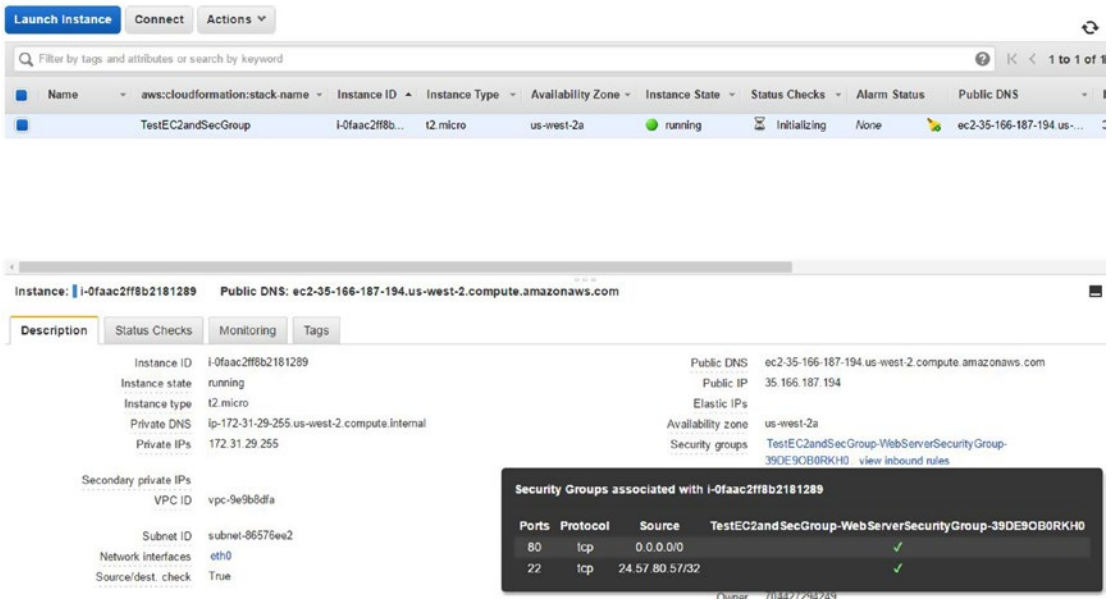 Launch Instance Connect Actions
Filter by tags and attributes or search by keyword 1 to 1 of 1
Name aws:cloudformation:stack-name Instance ID Instance Type Availability Zone Instance State Status Checks Alarm Status Public DNS
TestEC2andSecGroup i-0faac2ff8b... t2.micro us-west-2a running Initializing None ec2-35-166-187-194.us-...
Instance: i-0faac2ff8b2181289 Public DNS: ec2-35-166-187-194.us-west-2.compute.amazonaws.com
Description Status Checks Monitoring Tags
Instance ID i-0faac2ff8b2181289 Public DNS ec2-35-166-187-194.us-west-2.compute.amazonaws.com
Instance state running Public IP 35.166.187.194
Instance type t2.micro Elastic IPs
Private DNS ip-172-31-29-255.us-west-2.compute.internal Availability zone us-west-2a
Private IPs 172.31.29.255 Security groups TestEC2andSecGroup-WebServerSecurityGroup-
39DE9OB0RKH0. view inbound rules
Secondary private IPs
Security Groups associated with i-0faac2ff8b2181289
VPC ID vpc-9e9b8dfa
Ports Protocol Source TestEC2andSecGroup-WebServerSecurityGroup-39DE9OB0RKH0
Subnet ID subnet-86576ee2
80 tcp 0.0.0.0/0 ✓
Network interfaces eth0
22 tcp 24.57.80.57/32 ✓
Source/dest. check True
Owner 704427294249